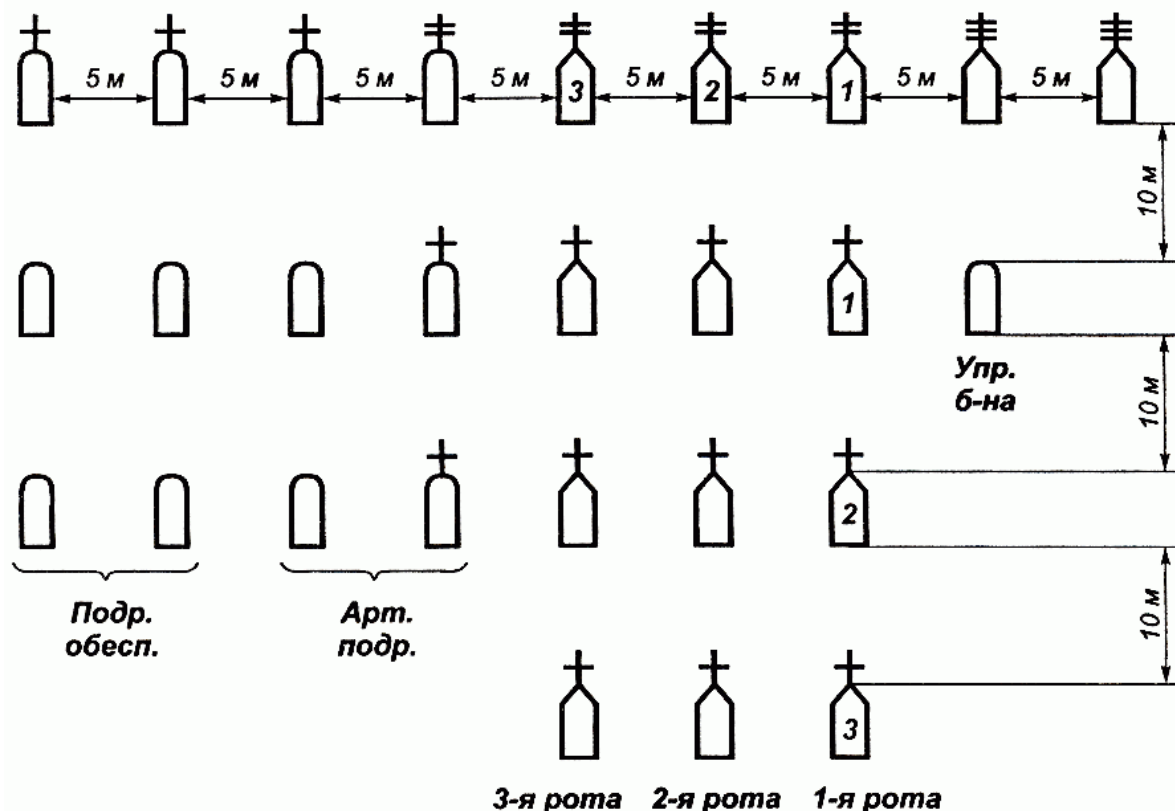 5 м 5 м 5 м 5 м 5 м 5 м 5 м 5 м
3 2 1
10 м
1
Упр.
б-на
10 м
2
Подр.
обесп.
Арт.
подр.
10 м
3
3-я рота 2-я рота 1-я рота